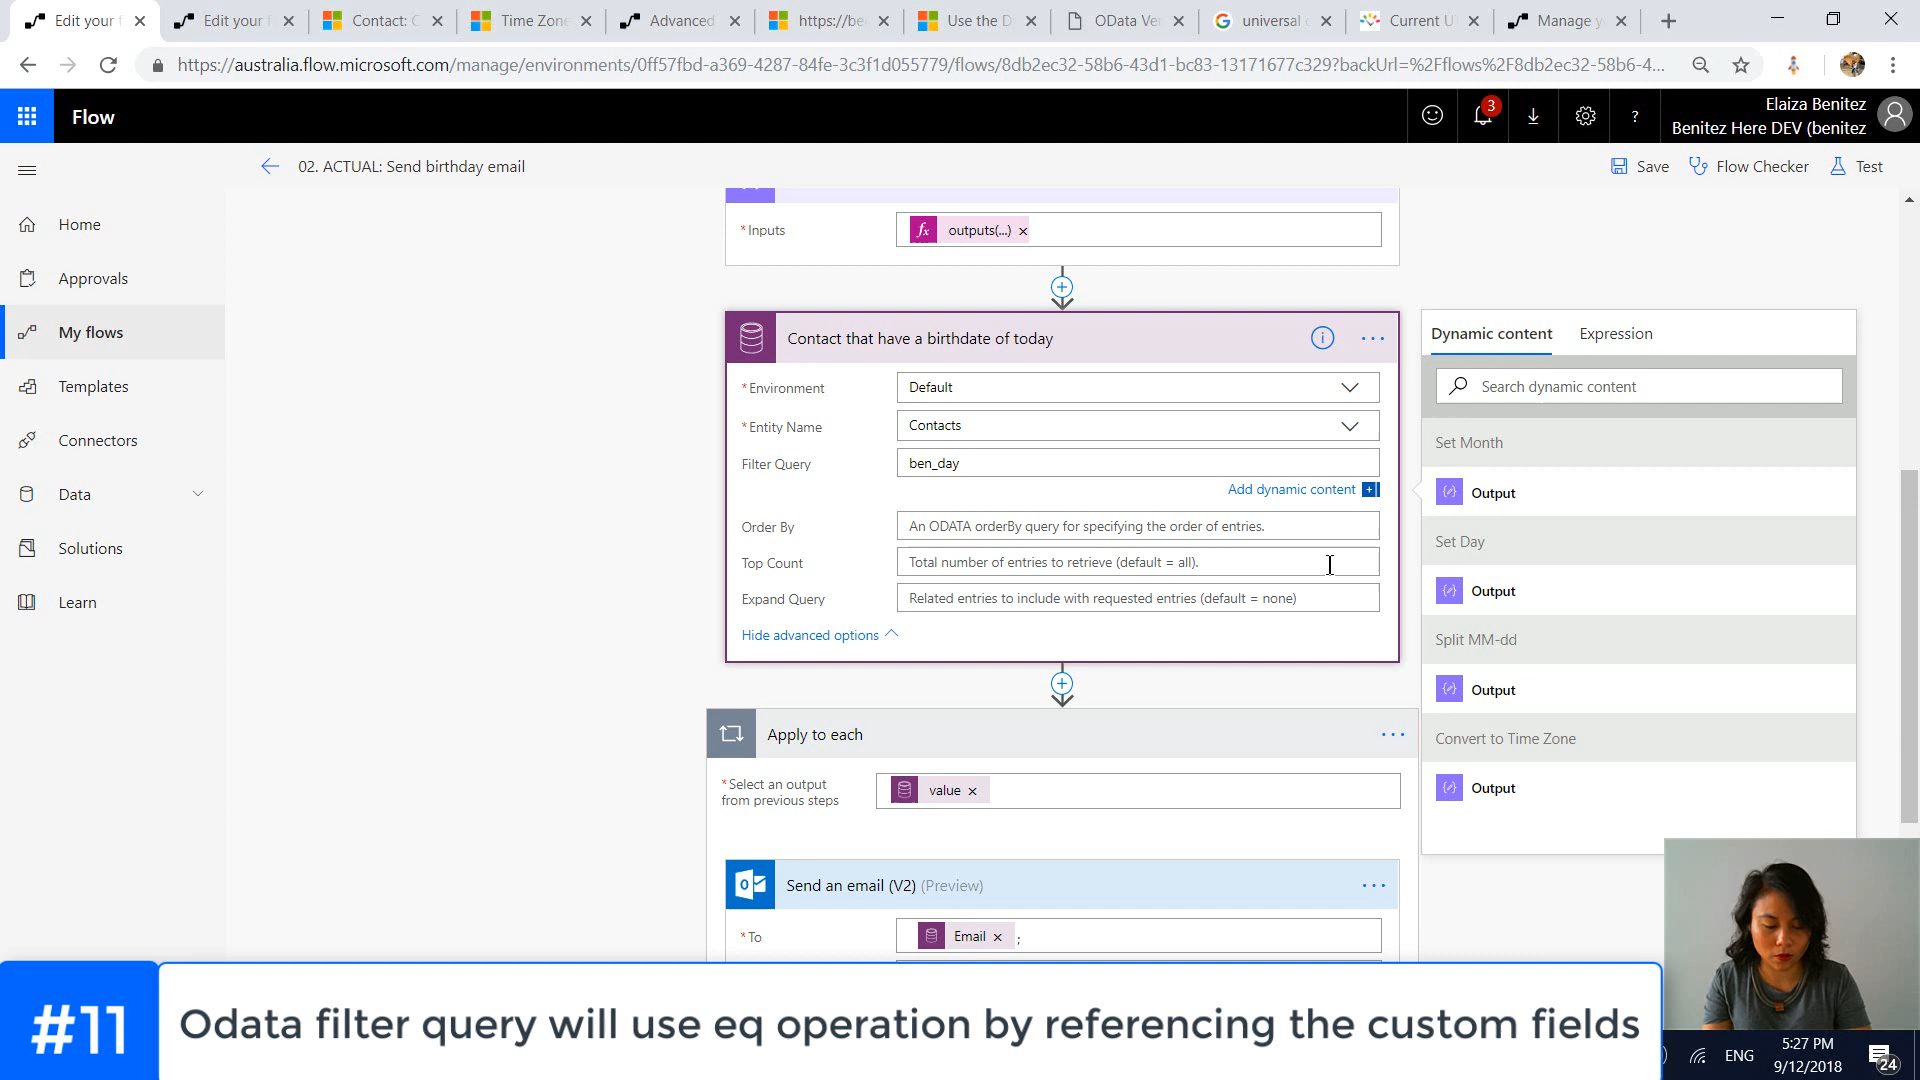 Edit your f
Edit your f
Contact: C
Time Zone
Advanced
https://be
Use the D
OData Ver
universal c
Current UT
Manage y
https://australia.flow.microsoft.com/manage/environments/0ff57fbd-a369-4287-84fe-3c3f1d055779/flows/8db2ec32-58b6-43d1-bc83-13171677c329?backUrl=%2Fflows%2F8db2ec32-58b6-4...
Flow
3
?
Elaiza Benitez
Benitez Here DEV (benitez
02. ACTUAL: Send birthday email
Save
Flow Checker
Test
Home
Approvals
My flows
Templates
Connectors
Data
Solutions
Learn
*Inputs
fx outputs(...) ×
Contact that have a birthdate of today
*Environment
Default
*Entity Name
Contacts
Filter Query
ben_day
Add dynamic content
Order By
An ODATA orderBy query for specifying the order of entries.
Top Count
Total number of entries to retrieve (default = all).
Expand Query
Related entries to include with requested entries (default = none)
Hide advanced options
Apply to each
*Select an output
from previous steps
value ×
Send an email (V2) (Preview)
*To
Email × ;
Dynamic content
Expression
Search dynamic content
Set Month
Output
Set Day
Output
Split MM-dd
Output
Convert to Time Zone
Output
#11
Odata filter query will use eq operation by referencing the custom fields
ENG
5:27 PM
9/12/2018
24